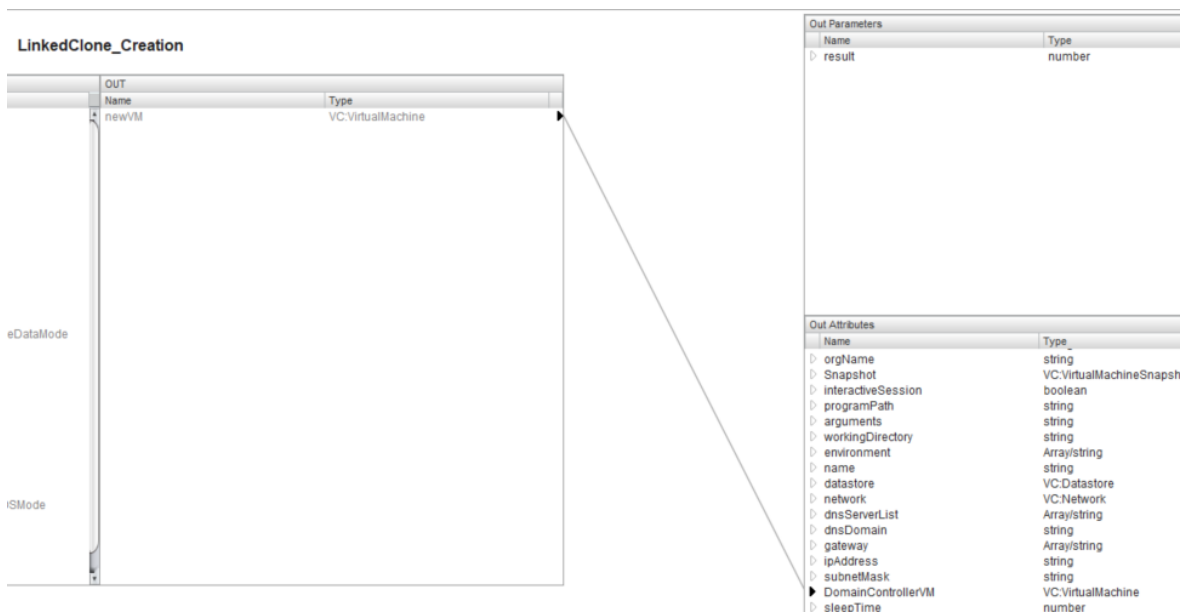 LinkedClone_Creation
OUT
Name Type
newVM VC:VirtualMachine
eDataMode
SMode
Out Parameters
Name Type
result number
Out Attributes
Name Type
orgName string
Snapshot VC:VirtualMachineSnapsh
interactiveSession boolean
programPath string
arguments string
workingDirectory string
environment Array/string
name string
datastore VC:Datastore
network VC:Network
dnsServerList Array/string
dnsDomain string
gateway Array/string
ipAddress string
subnetMask string
DomainControllerVM VC:VirtualMachine
sleepTime number